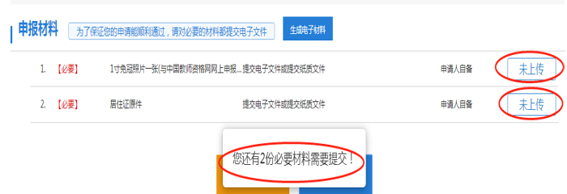 申报材料 为了保证您的申请能顺利通过，请对必要的材料都提交电子文件 生成电子材料
1. 【必要】 1寸免冠照片一张(与中国教师资格网网上申报... 提交电子文件或提交纸质文件 申请人自备 未上传
2. 【必要】 居住证原件 提交电子文件或提交纸质文件 申请人自备 未上传
您还有2份必要材料需要提交！